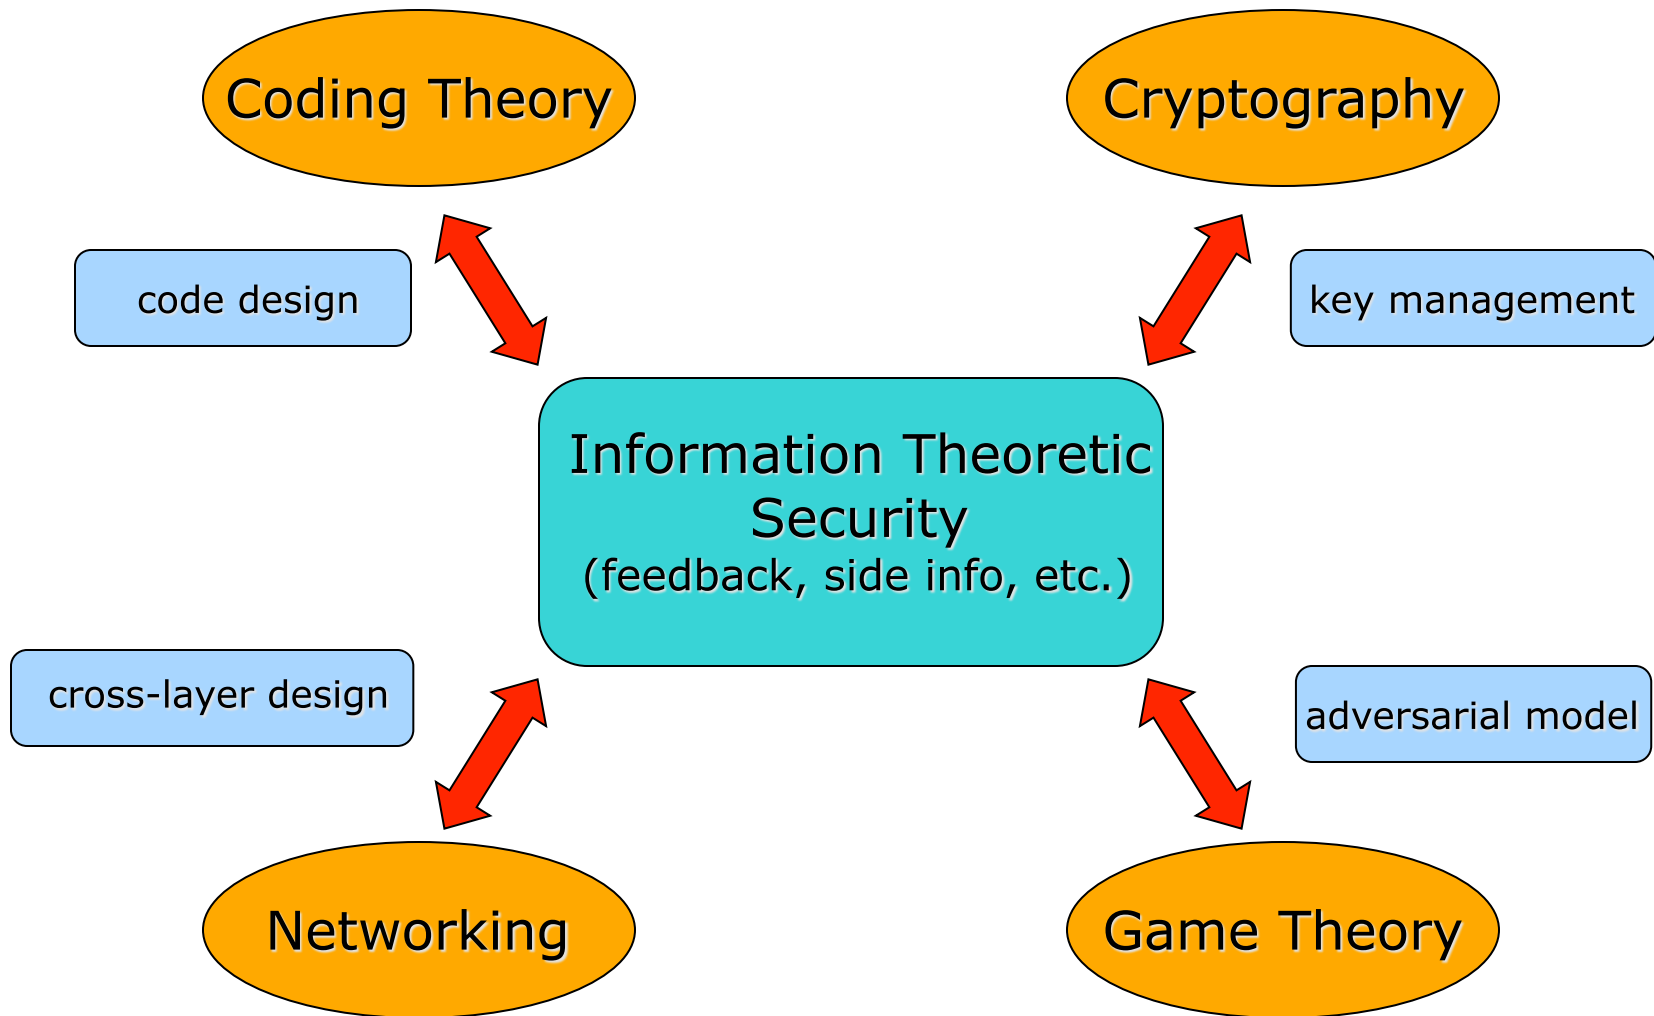 Coding Theory
Cryptography
code design
key management
Information Theoretic
Security
(feedback, side info, etc.)
cross-layer design
adversarial model
Networking
Game Theory